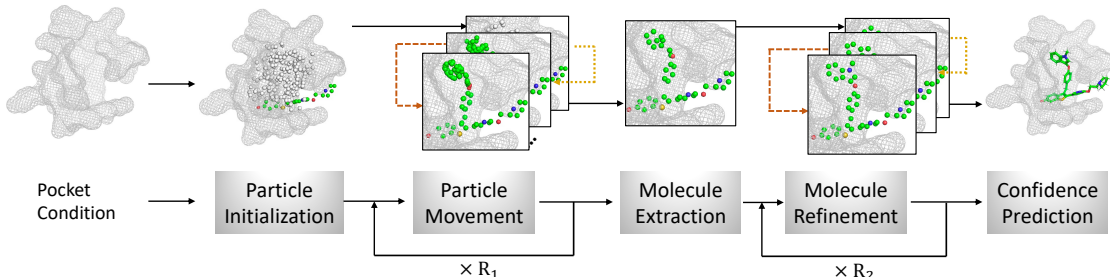 Pocket
Condition
Particle
Initialization
Particle
Movement
Molecule
Extraction
Molecule
Refinement
Confidence
Prediction
× R₁
× R₂